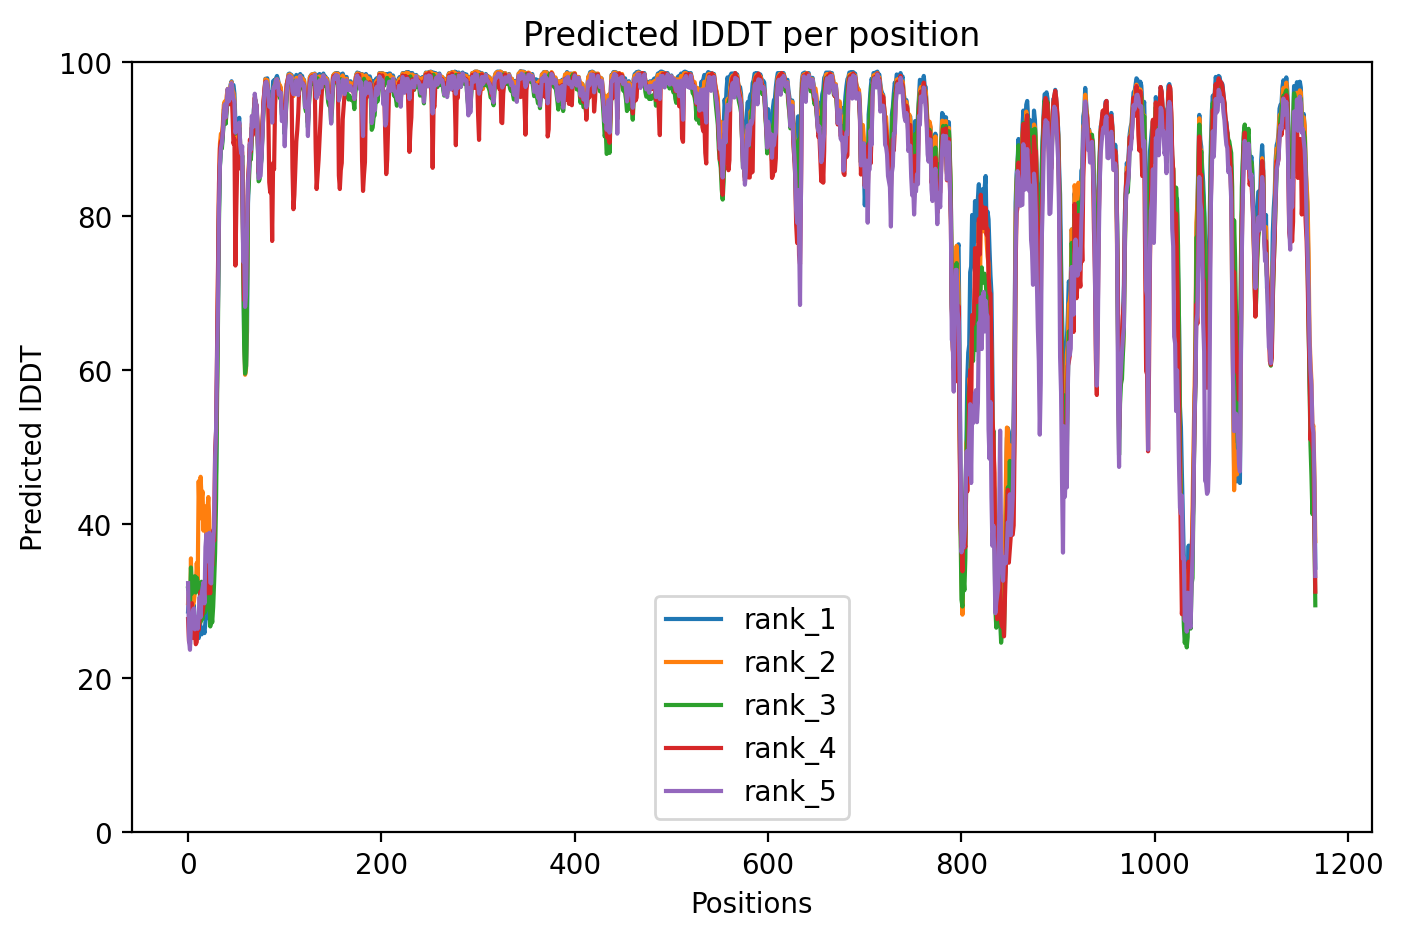 Predicted lDDT per position
100
80
60
40
20
0
Predicted lDDT
0 200 400 600 800 1000 1200
Positions
rank_1
rank_2
rank_3
rank_4
rank_5